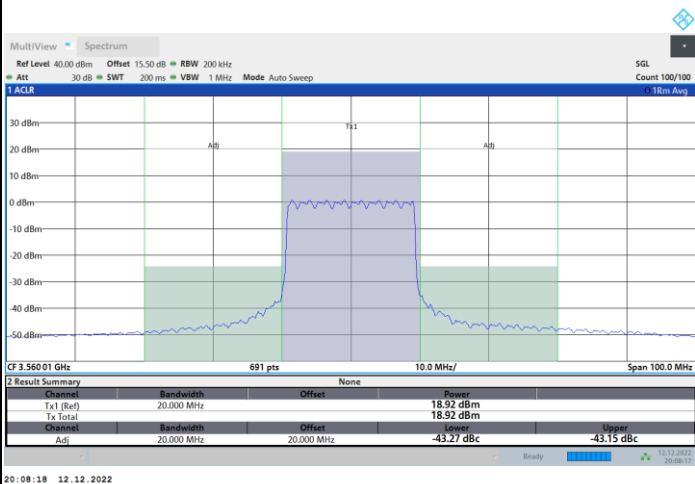 MultiView Spectrum
Ref Level 40.00 dBm Offset 15.50 dB RBW 200 kHz SGL
Att 30 dB SWT 200 ms VBW 1 MHz Mode Auto Sweep Count 100/100
1 ACLR 1Rm Avg
30 dBm
Tx1
20 dBm Adj Adj
10 dBm
0 dBm
-10 dBm
-20 dBm
-30 dBm
-40 dBm
-50 dBm
CF 3.560 01 GHz 691 pts 10.0 MHz/ Span 100.0 MHz
2 Result Summary None
Channel Bandwidth Offset Power
Tx1 (Ref) 20.000 MHz 18.92 dBm
Tx Total 18.92 dBm
Channel Bandwidth Offset Lower Upper
Adj 20.000 MHz 20.000 MHz -43.27 dBc -43.15 dBc
Ready 12.12.2022
20:08:17
20:08:18 12.12.2022